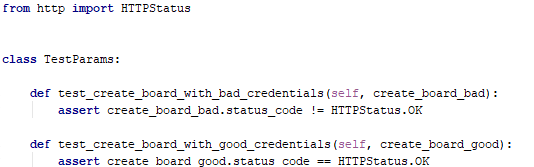 from http import HTTPStatus
class TestParams:
def test_create_board_with_bad_credentials(self, create_board_bad):
assert create_board_bad.status_code != HTTPStatus.OK
def test_create_board_with_good_credentials(self, create_board_good):
assert create_board_good.status_code == HTTPStatus.OK